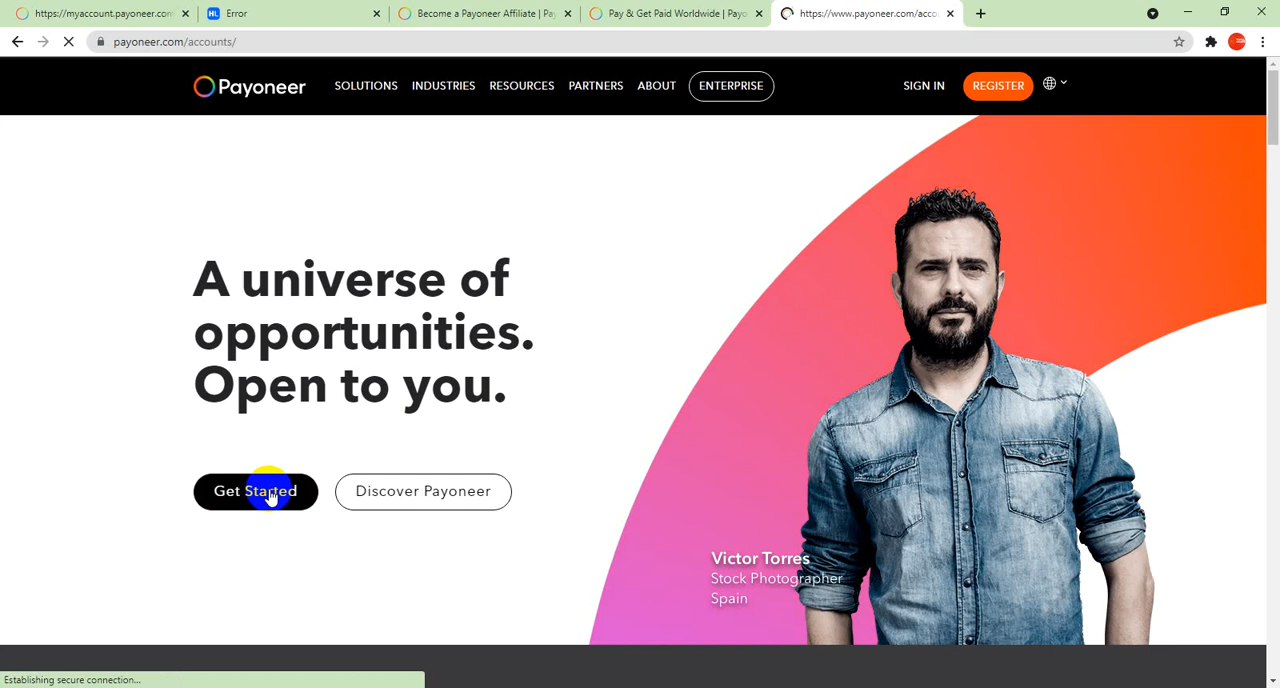 https://myaccount.payoneer.com
HL Error
Become a Payoneer Affiliate | Pay
Pay & Get Paid Worldwide | Payo
https://www.payoneer.com/acco
payoneer.com/accounts/
Payoneer
SOLUTIONS INDUSTRIES RESOURCES PARTNERS ABOUT ENTERPRISE SIGN IN REGISTER
A universe of
opportunities.
Open to you.
Get Started
Discover Payoneer
Victor Torres
Stock Photographer
Spain
Establishing secure connection...